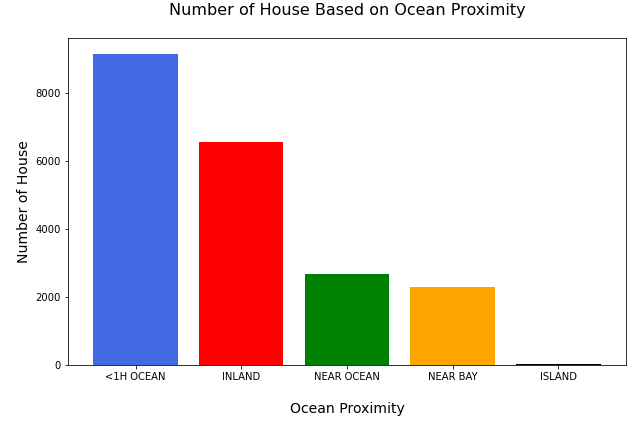 Number of House Based on Ocean Proximity
Number of House
8000
6000
4000
2000
0
<1H OCEAN INLAND NEAR OCEAN NEAR BAY ISLAND
Ocean Proximity